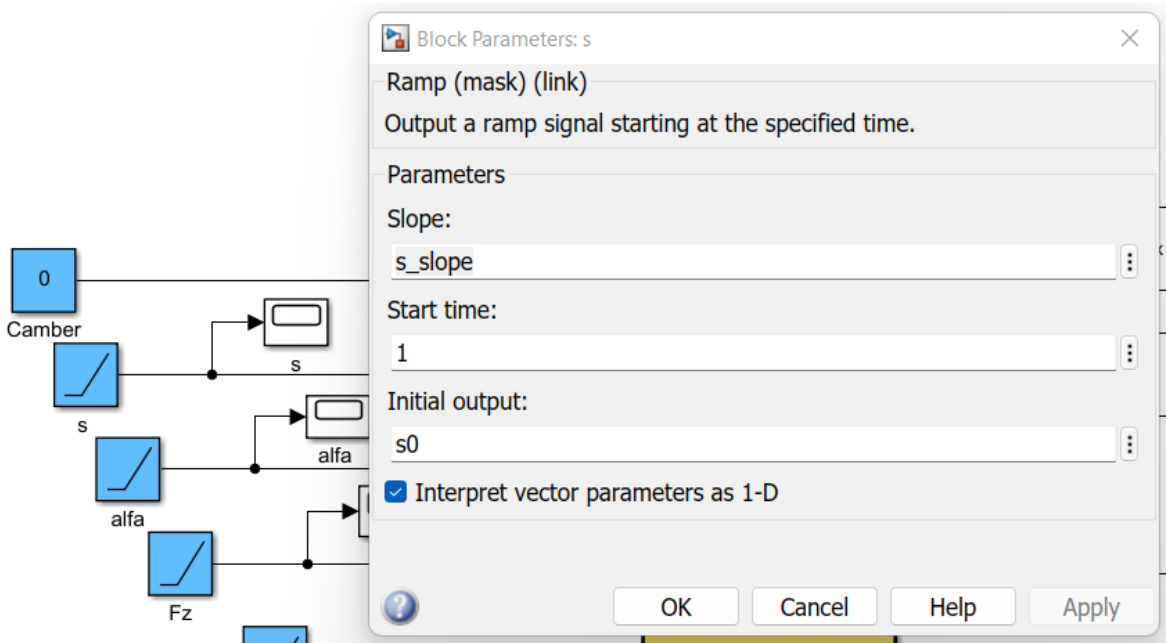 Block Parameters: s
Ramp (mask) (link)
Output a ramp signal starting at the specified time.
Parameters
Slope:
s_slope
Start time:
1
Initial output:
s0
Interpret vector parameters as 1-D
OK
Cancel
Help
Apply
0
Camber
s
s
alfa
alfa
Fz